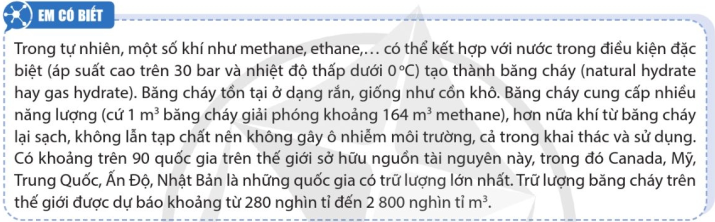 EM CÓ BIẾT
Trong tự nhiên, một số khí như methane, ethane,… có thể kết hợp với nước trong điều kiện đặc
biệt (áp suất cao trên 30 bar và nhiệt độ thấp dưới 0 °C) tạo thành băng cháy (natural hydrate
hay gas hydrate). Băng cháy tồn tại ở dạng rắn, giống như cồn khô. Băng cháy cung cấp nhiều
năng lượng (cứ 1 m³ băng cháy giải phóng khoảng 164 m³ methane), hơn nữa khí từ băng cháy
lại sạch, không lẫn tạp chất nên không gây ô nhiễm môi trường, cả trong khai thác và sử dụng.
Có khoảng trên 90 quốc gia trên thế giới sở hữu nguồn tài nguyên này, trong đó Canada, Mỹ,
Trung Quốc, Ấn Độ, Nhật Bản là những quốc gia có trữ lượng lớn nhất. Trữ lượng băng cháy trên
thế giới được dự báo khoảng từ 280 nghìn tỉ đến 2 800 nghìn tỉ m³.